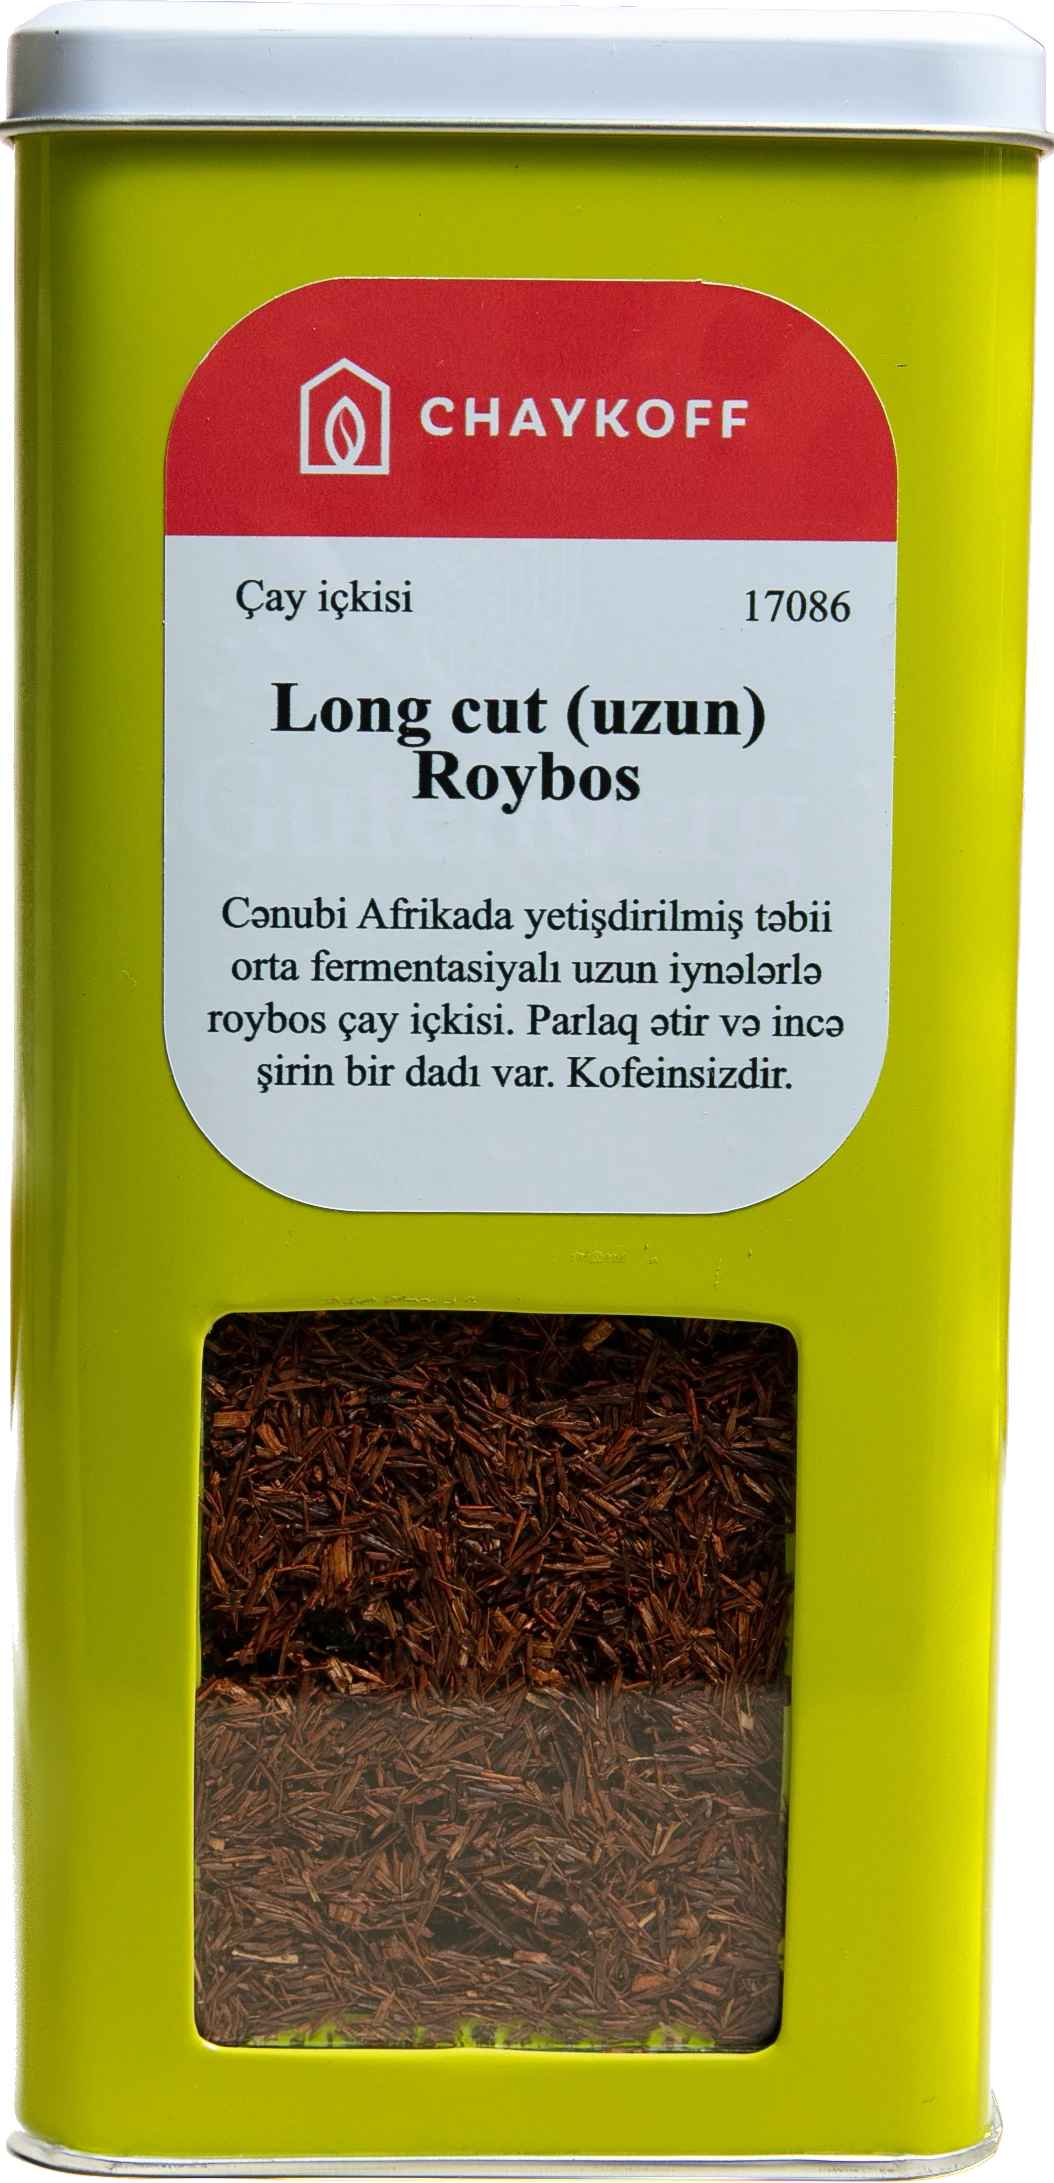 CHAYKOFF
Çay içkisi 17086
Long cut (uzun)
Roybos
Cənubi Afrikada yetişdirilmiş təbii
orta fermentasiyalı uzun iynələrlə
roybos çay içkisi. Parlaq ətir və incə
şirin bir dadı var. Kofeinsizdir.
Gutenberg